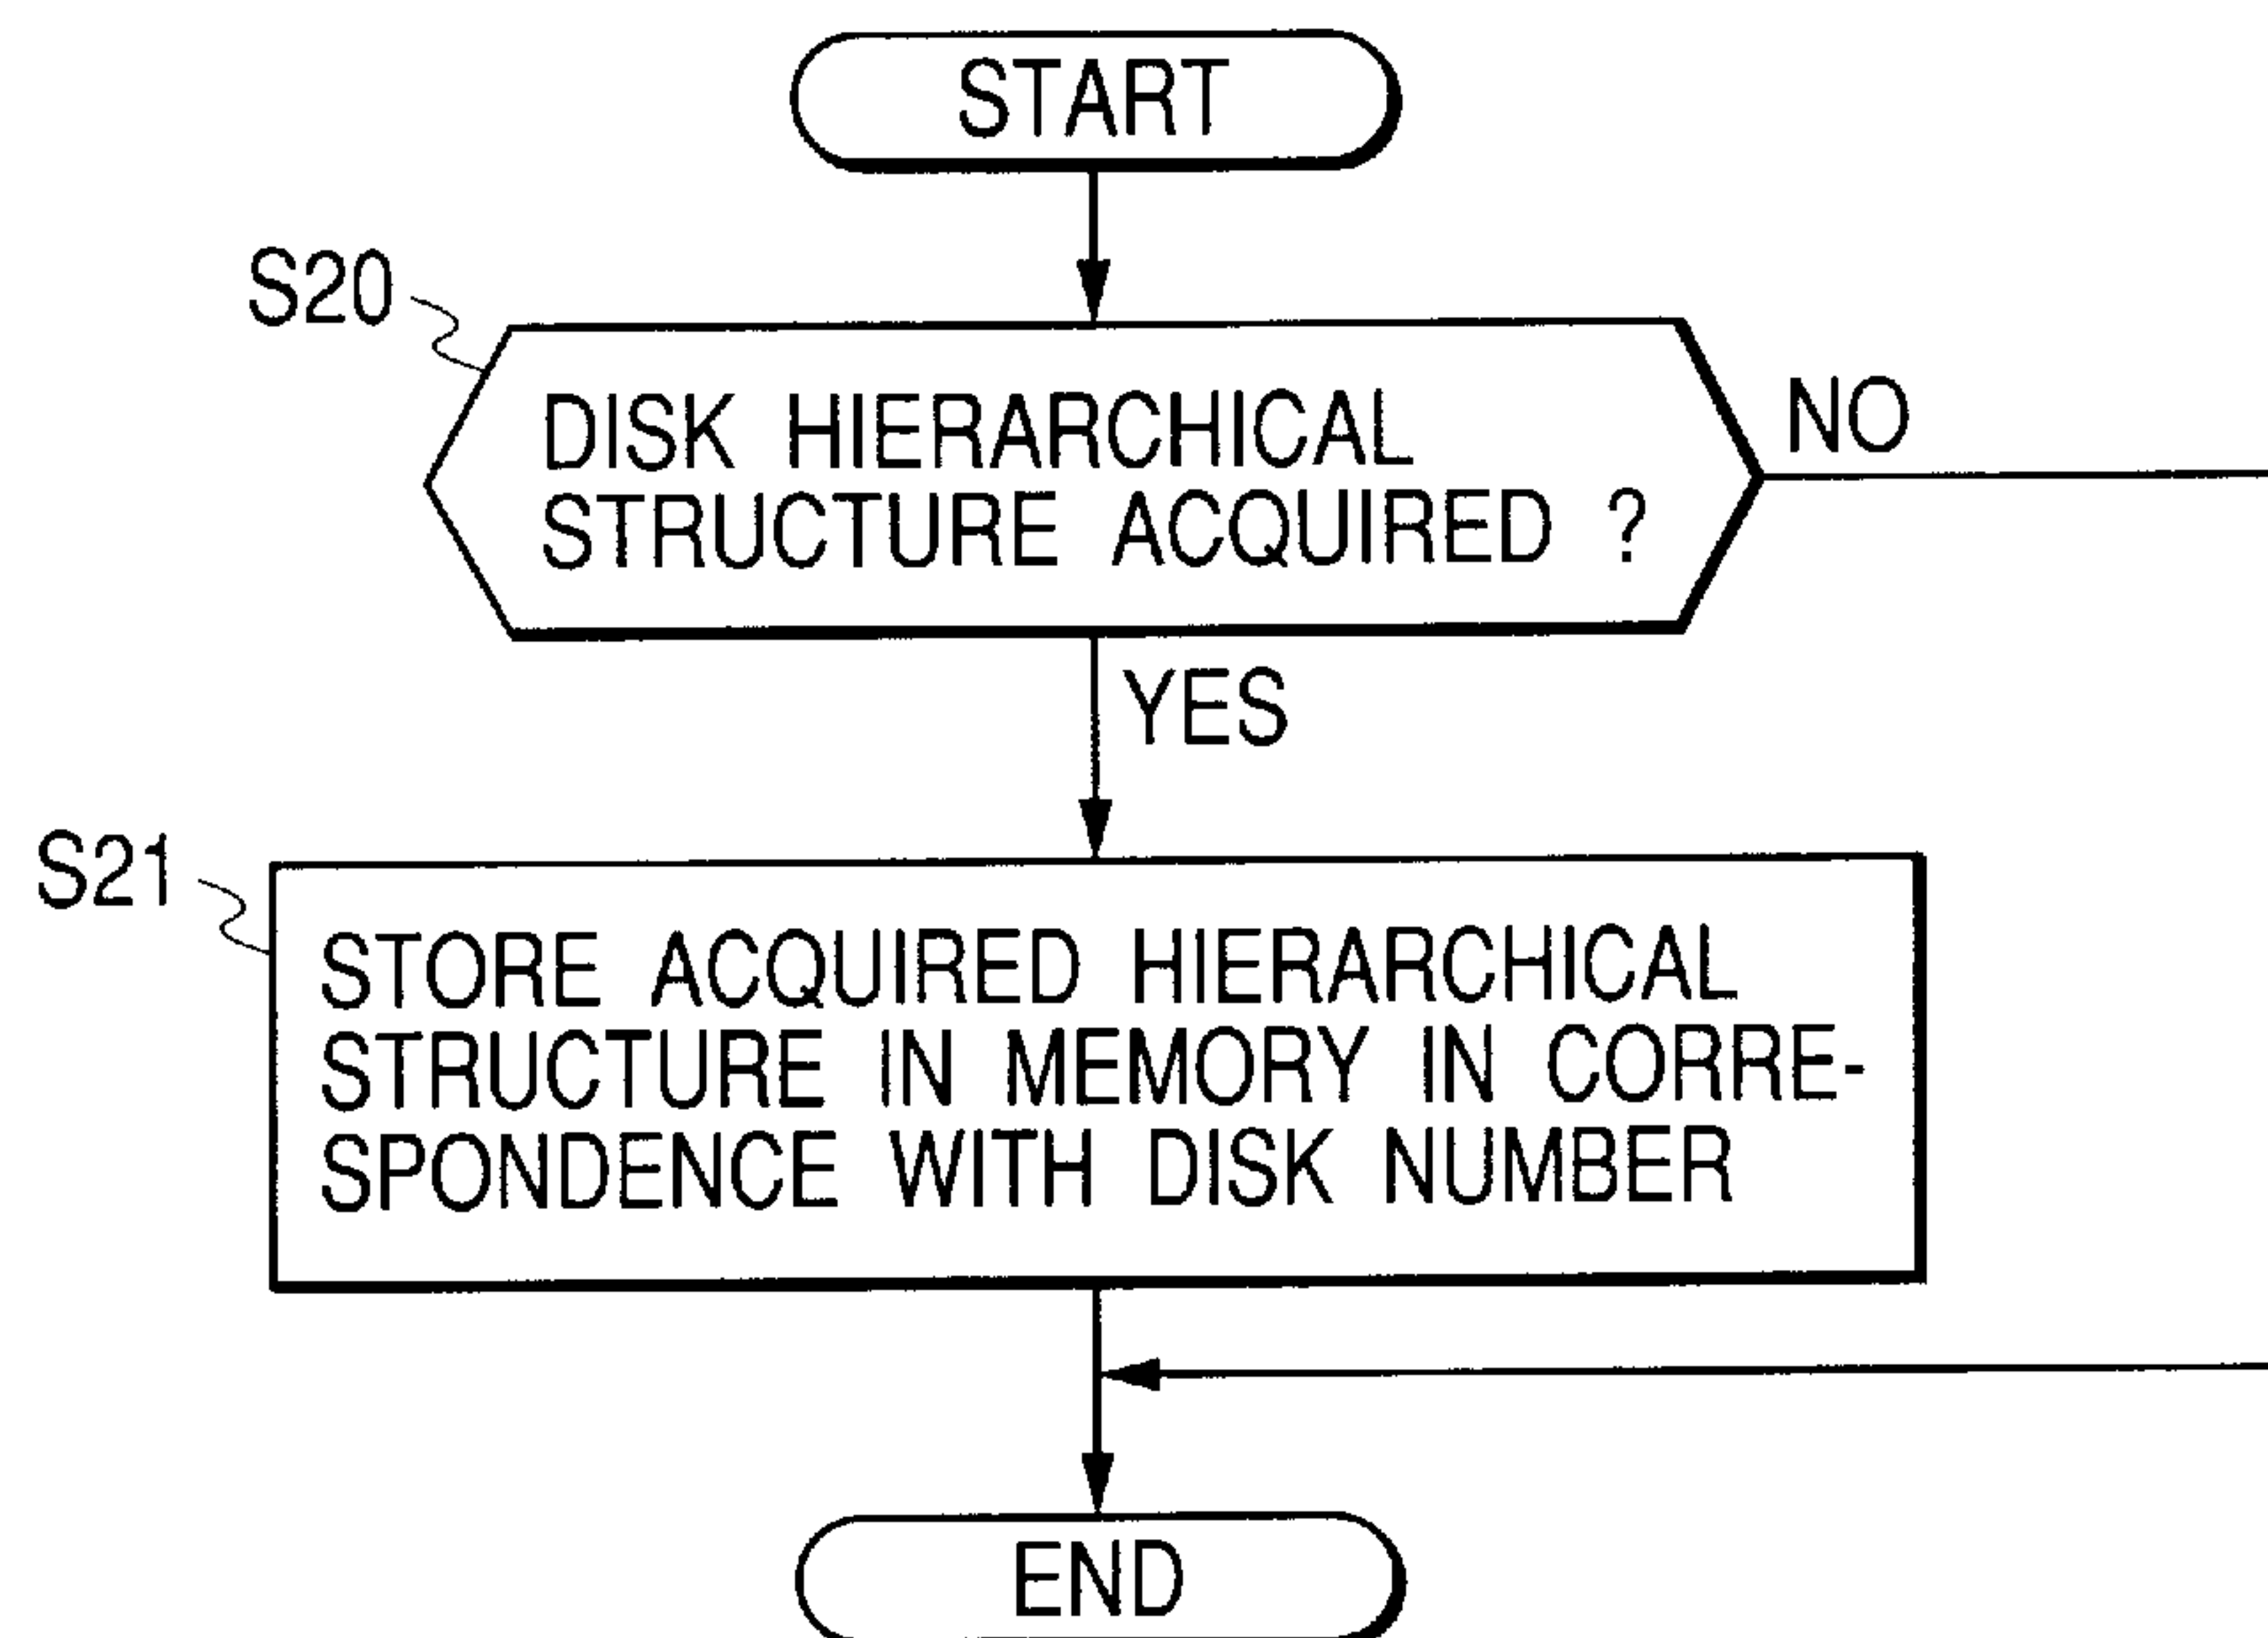 START
S20
DISK HIERARCHICAL
STRUCTURE ACQUIRED ?
NO
YES
S21
STORE ACQUIRED HIERARCHICAL
STRUCTURE IN MEMORY IN CORRE-
SPONDENCE WITH DISK NUMBER
END